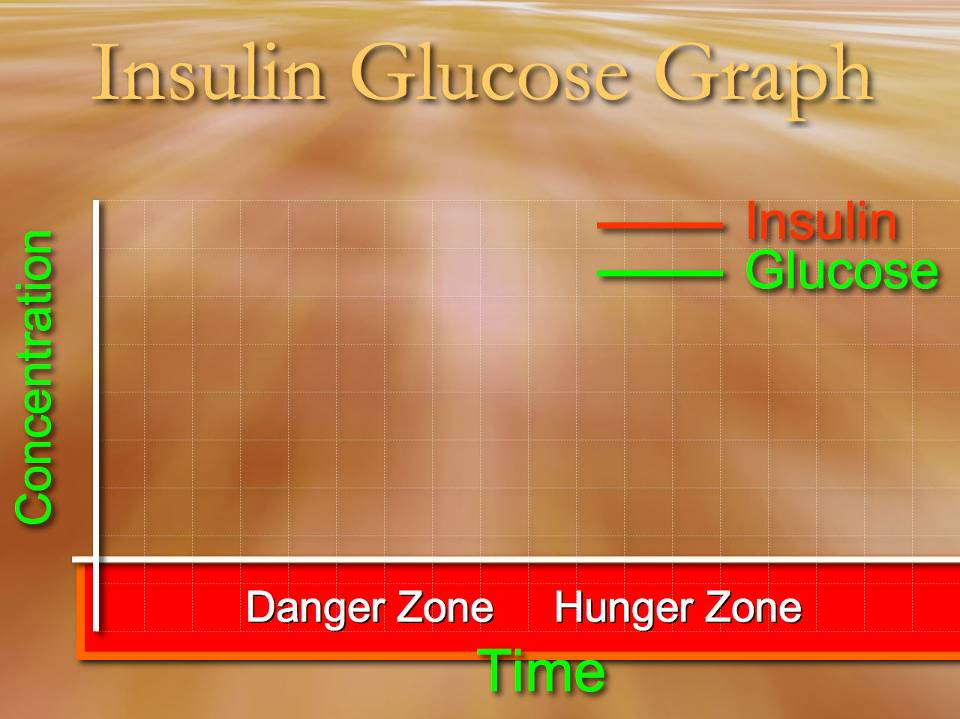 Insulin Glucose Graph
Insulin
Glucose
Concentration
Danger Zone Hunger Zone
Time